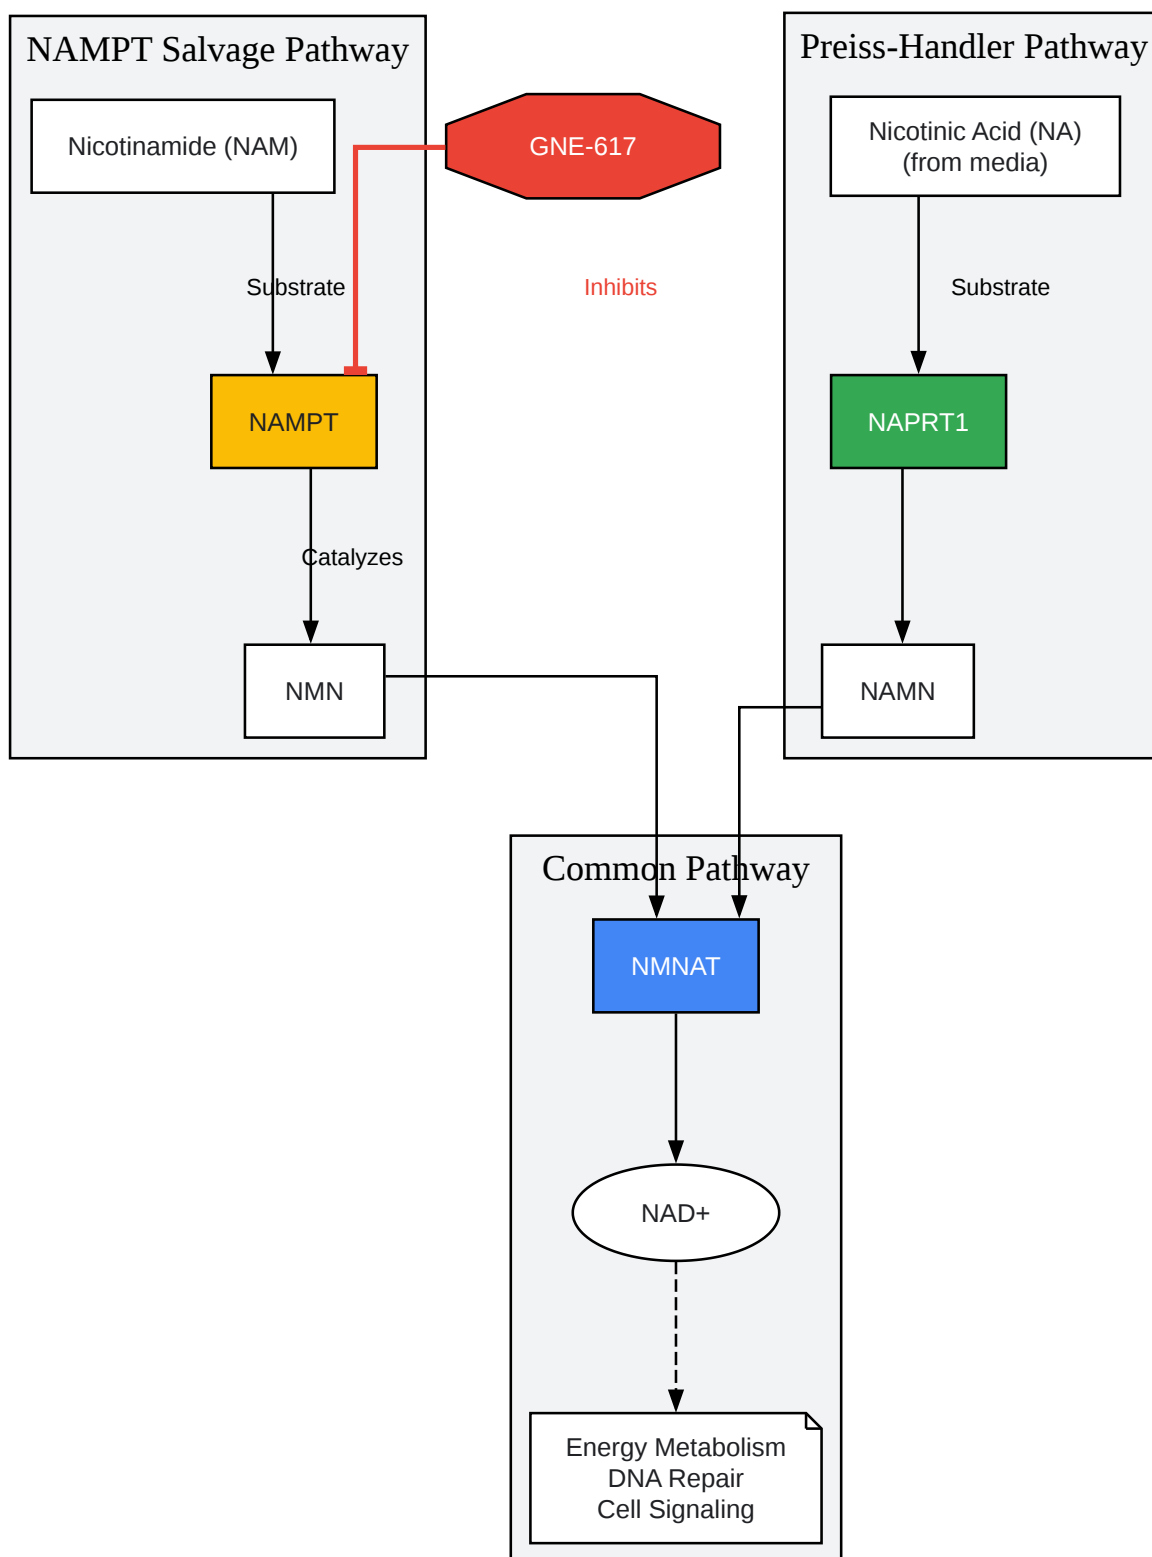 NAMPT Salvage Pathway
Preiss-Handler Pathway
Nicotinamide (NAM)
GNE-617
Nicotinic Acid (NA)
(from media)
Substrate
Inhibits
Substrate
NAMPT
NAPRT1
Catalyzes
NMN
NAMN
Common Pathway
NMNAT
NAD+
Energy Metabolism
DNA Repair
Cell Signaling